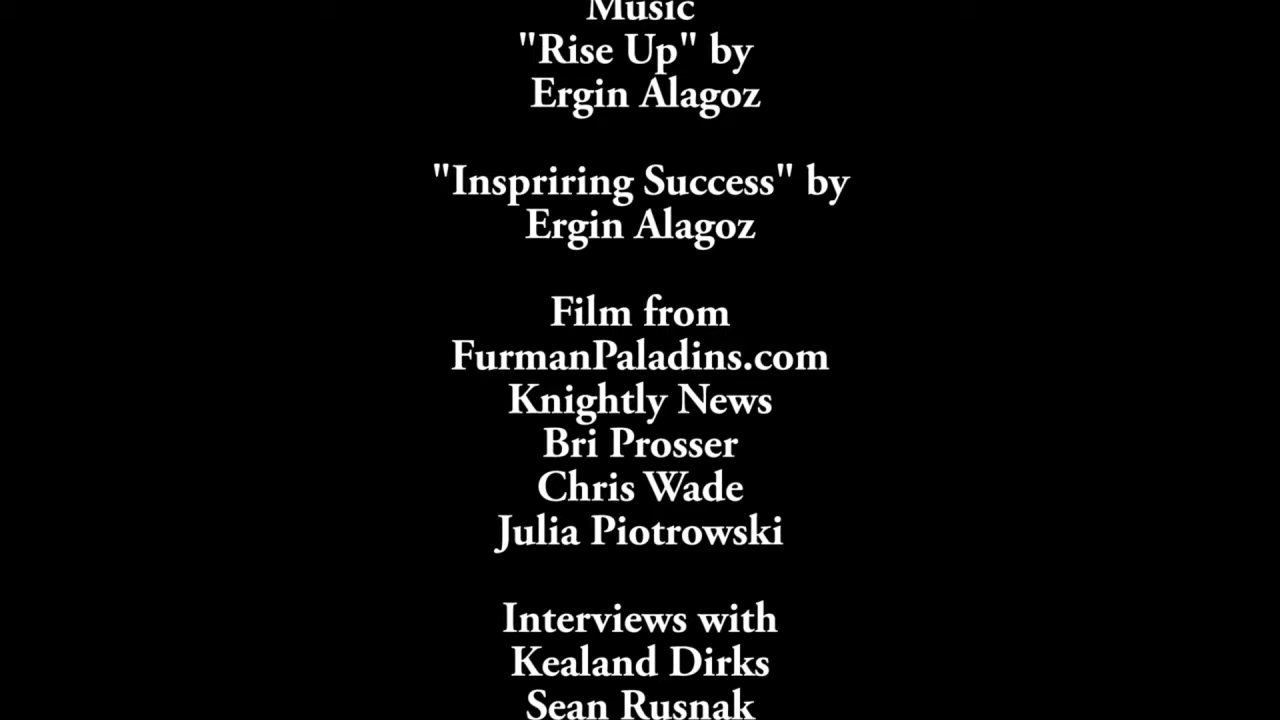 Music
"Rise Up" by
Ergin Alagoz
"Inspriring Success" by
Ergin Alagoz
Film from
FurmanPaladins.com
Knightly News
Bri Prosser
Chris Wade
Julia Piotrowski
Interviews with
Kealand Dirks
Sean Rusnak